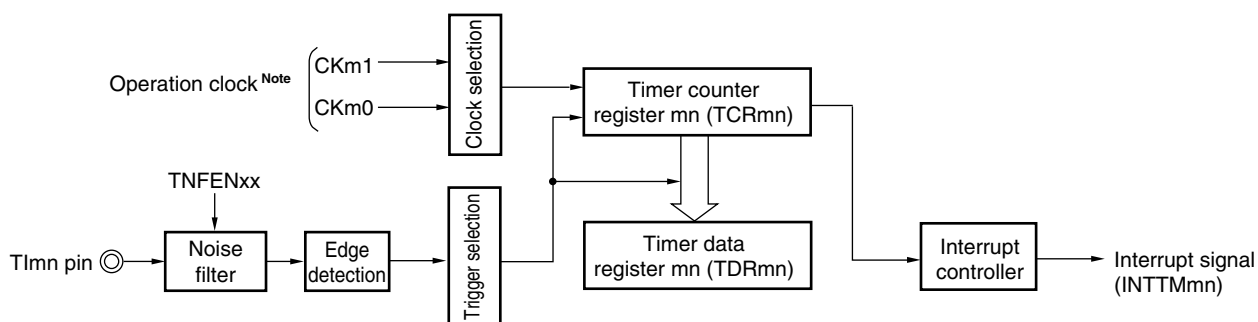 Operation clock Note
CKm1
CKm0
Clock selection
Timer counter
register mn (TCRmn)
TNFENxx
TImn pin
Noise
filter
Edge
detection
Trigger selection
Timer data
register mn (TDRmn)
Interrupt
controller
Interrupt signal
(INTTMmn)